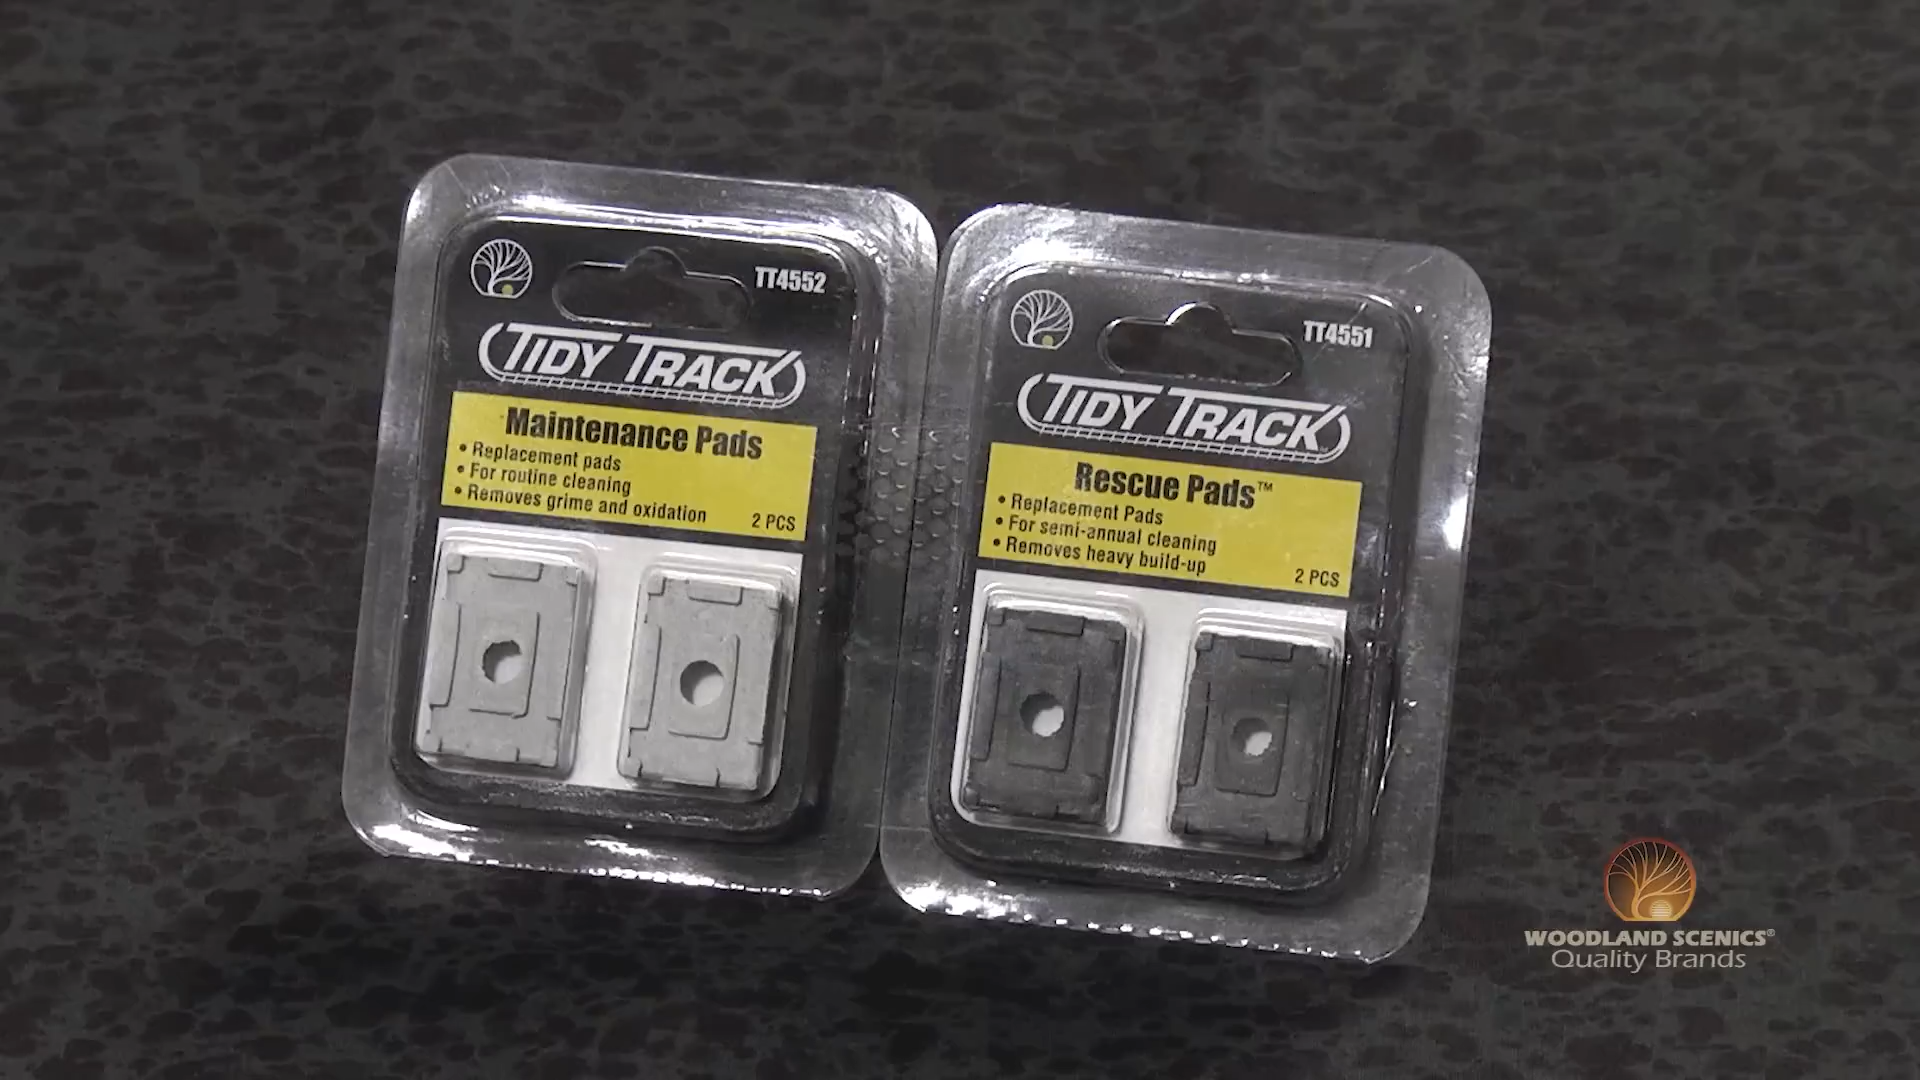 TT4552
TIDY TRACK
Maintenance Pads
• Replacement pads
• For routine cleaning
• Removes grime and oxidation
2 PCS
TT4551
TIDY TRACK
Rescue Pads™
• Replacement Pads
• For semi-annual cleaning
• Removes heavy build-up
2 PCS
WOODLAND SCENICS®
Quality Brands